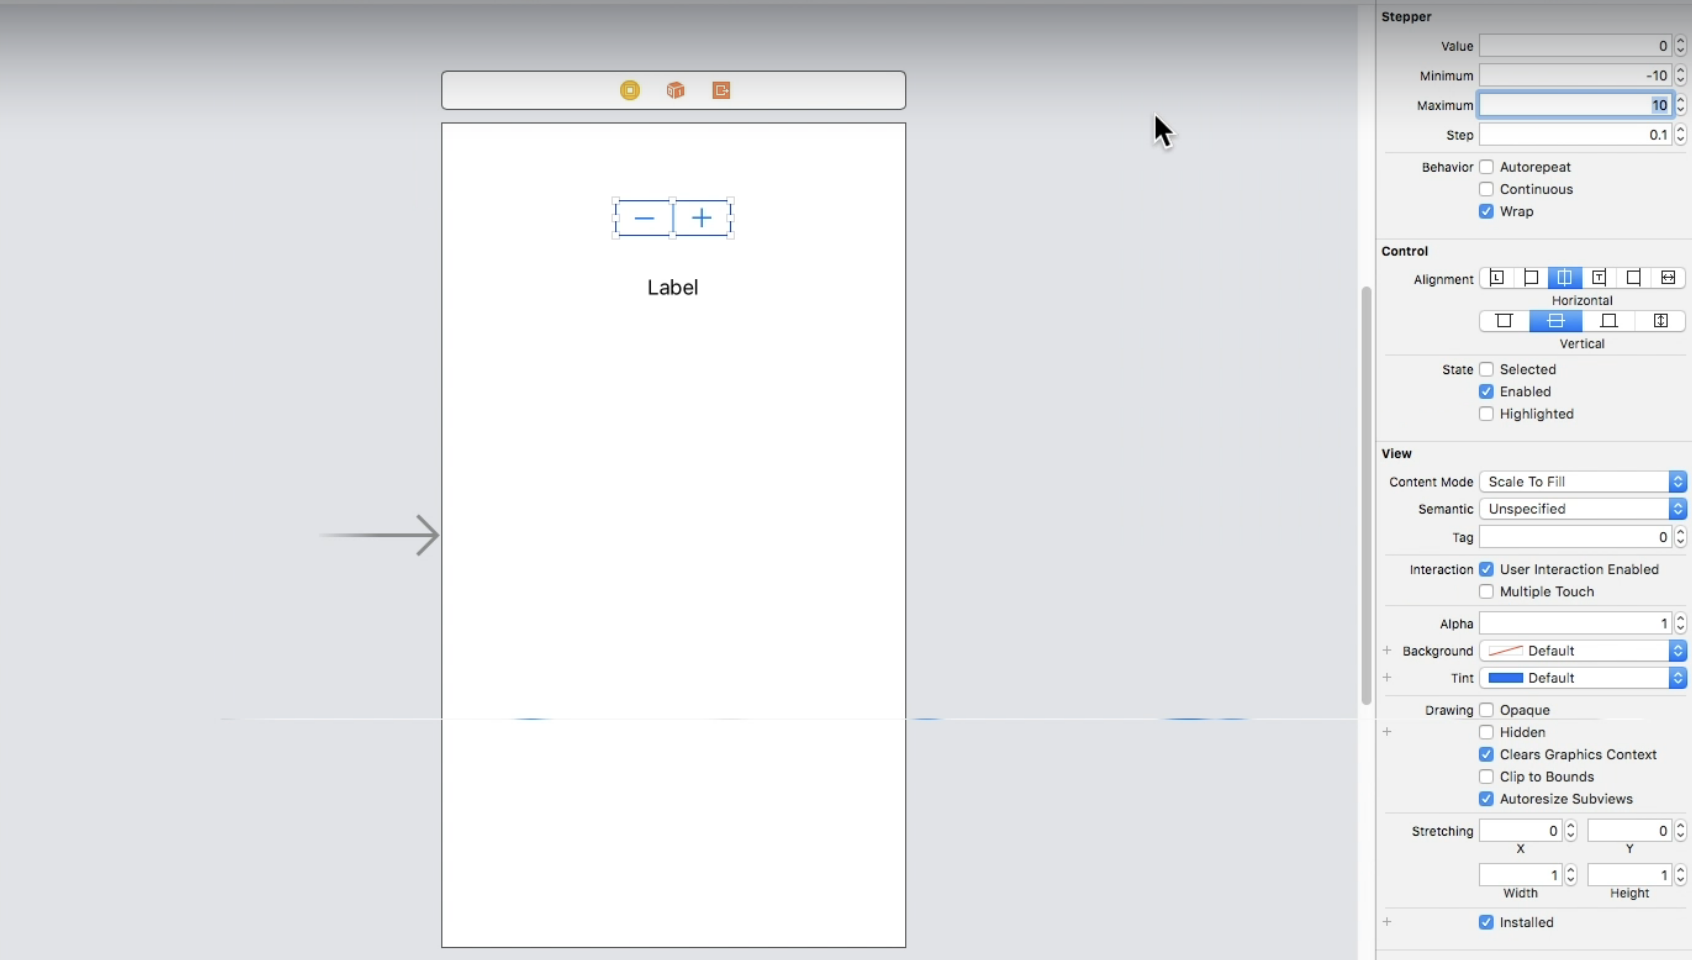 Stepper
Value 0
Minimum -10
Maximum 10
Step 0.1
Behavior Autorepeat
Continuous
Wrap
Label
Control
Alignment L T
Horizontal
Vertical
State Selected
Enabled
Highlighted
View
Content Mode Scale To Fill
Semantic Unspecified
Tag 0
Interaction User Interaction Enabled
Multiple Touch
Alpha 1
+ Background Default
+ Tint Default
Drawing Opaque
+ Hidden
Clears Graphics Context
Clip to Bounds
Autoresize Subviews
Stretching 0 0
X Y
1 1
Width Height
+ Installed